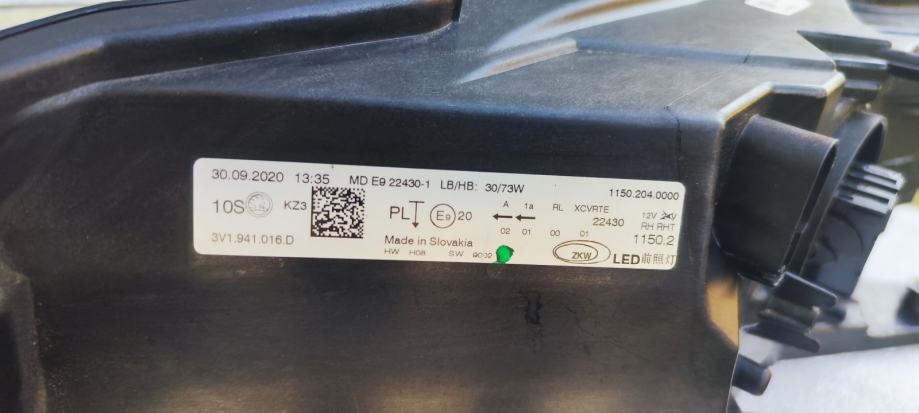 30.09.2020 13:35 MD E9 22430-1 LB/HB: 30/73W 1150.204.0000
10S KZ3 PL E9 20 A 1a RL XCVRTE 12V 24V
22430 RH RHT
02 01 00 01 1150.2
3V1.941.016.D Made in Slovakia
HW H08 SW 9002 ZKW LED前照灯